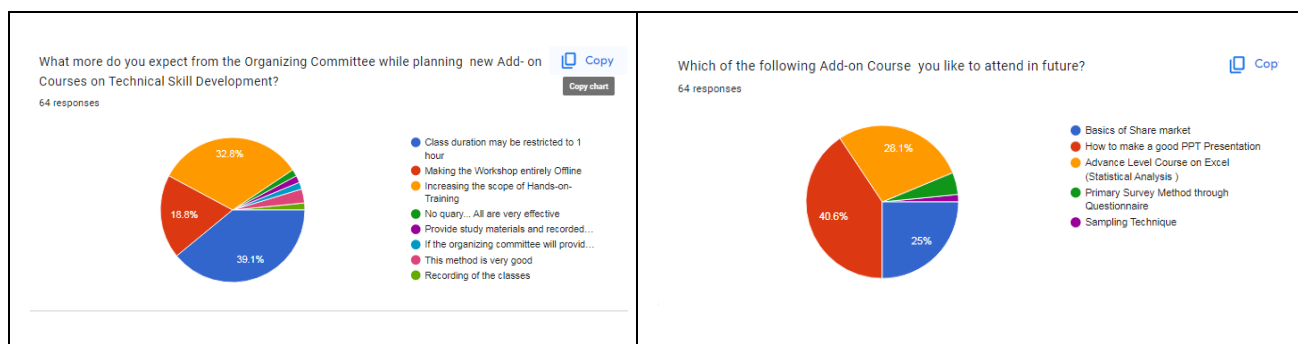 What more do you expect from the Organizing Committee while planning new Add- on
Courses on Technical Skill Development?
Copy
Copy chart
64 responses
32.8%
18.8%
39.1%
Class duration may be restricted to 1
hour
Making the Workshop entirely Offline
Increasing the scope of Hands-on-
Training
No quary... All are very effective
Provide study materials and recorded...
If the organizing committee will provid...
This method is very good
Recording of the classes
Which of the following Add-on Course you like to attend in future?
Cop
64 responses
28.1%
40.6%
25%
Basics of Share market
How to make a good PPT Presentation
Advance Level Course on Excel
(Statistical Analysis )
Primary Survey Method through
Questionnaire
Sampling Technique